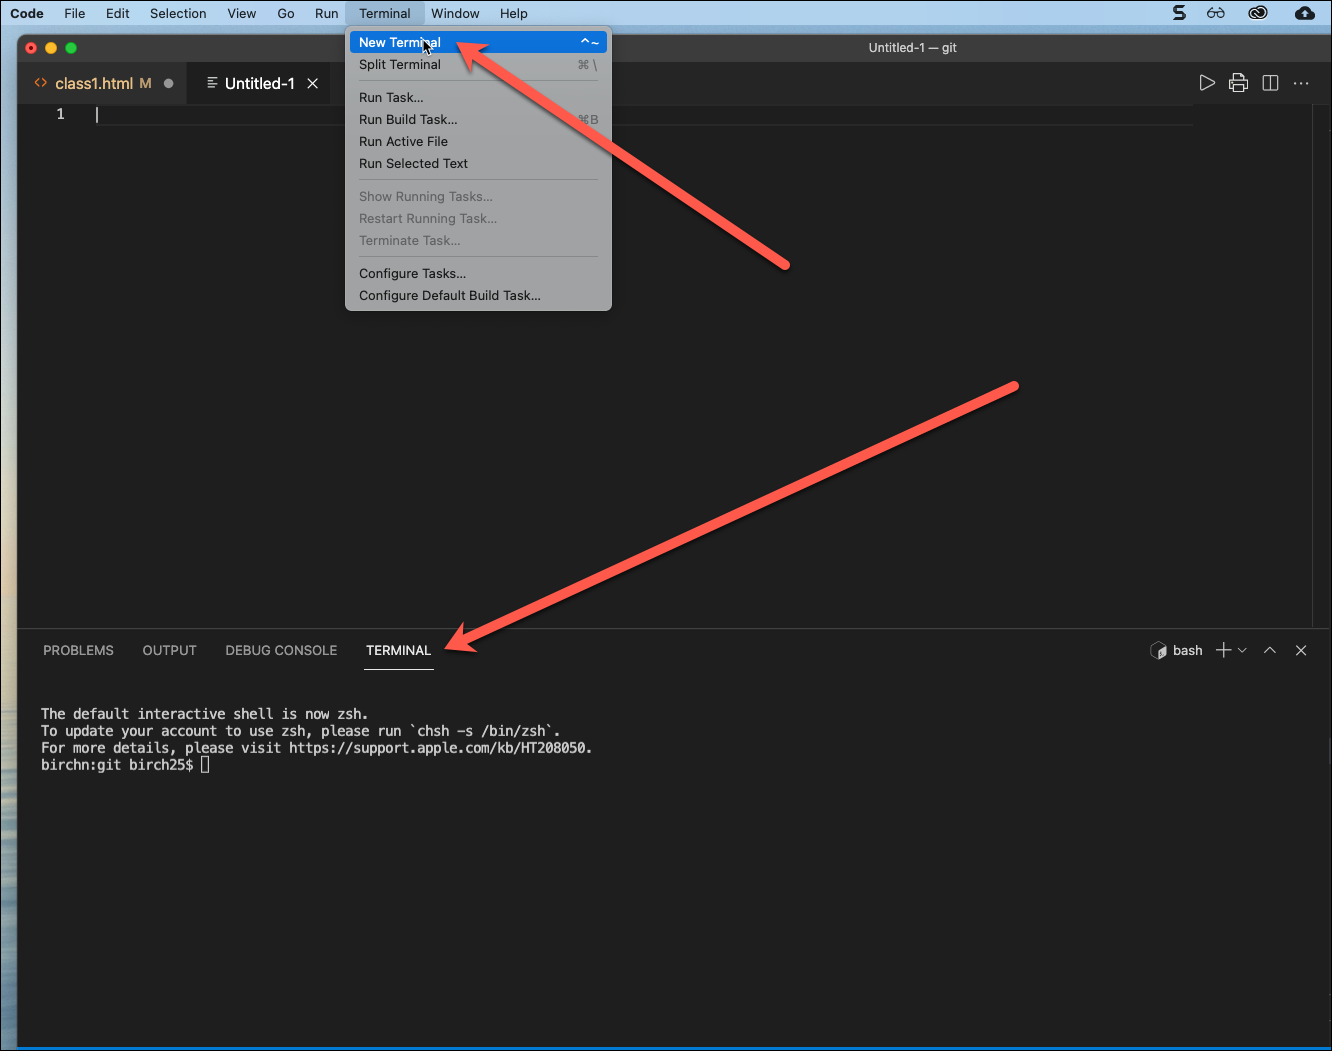 Code File Edit Selection View Go Run Terminal Window Help
Untitled-1 — git
class1.html M Untitled-1
1
New Terminal ^~
Split Terminal ⌘\
Run Task...
Run Build Task... ⌘B
Run Active File
Run Selected Text
Show Running Tasks...
Restart Running Task...
Terminate Task...
Configure Tasks...
Configure Default Build Task...
PROBLEMS OUTPUT DEBUG CONSOLE TERMINAL bash
The default interactive shell is now zsh.
To update your account to use zsh, please run `chsh -s /bin/zsh`.
For more details, please visit https://support.apple.com/kb/HT208050.
birchn:git birch25$